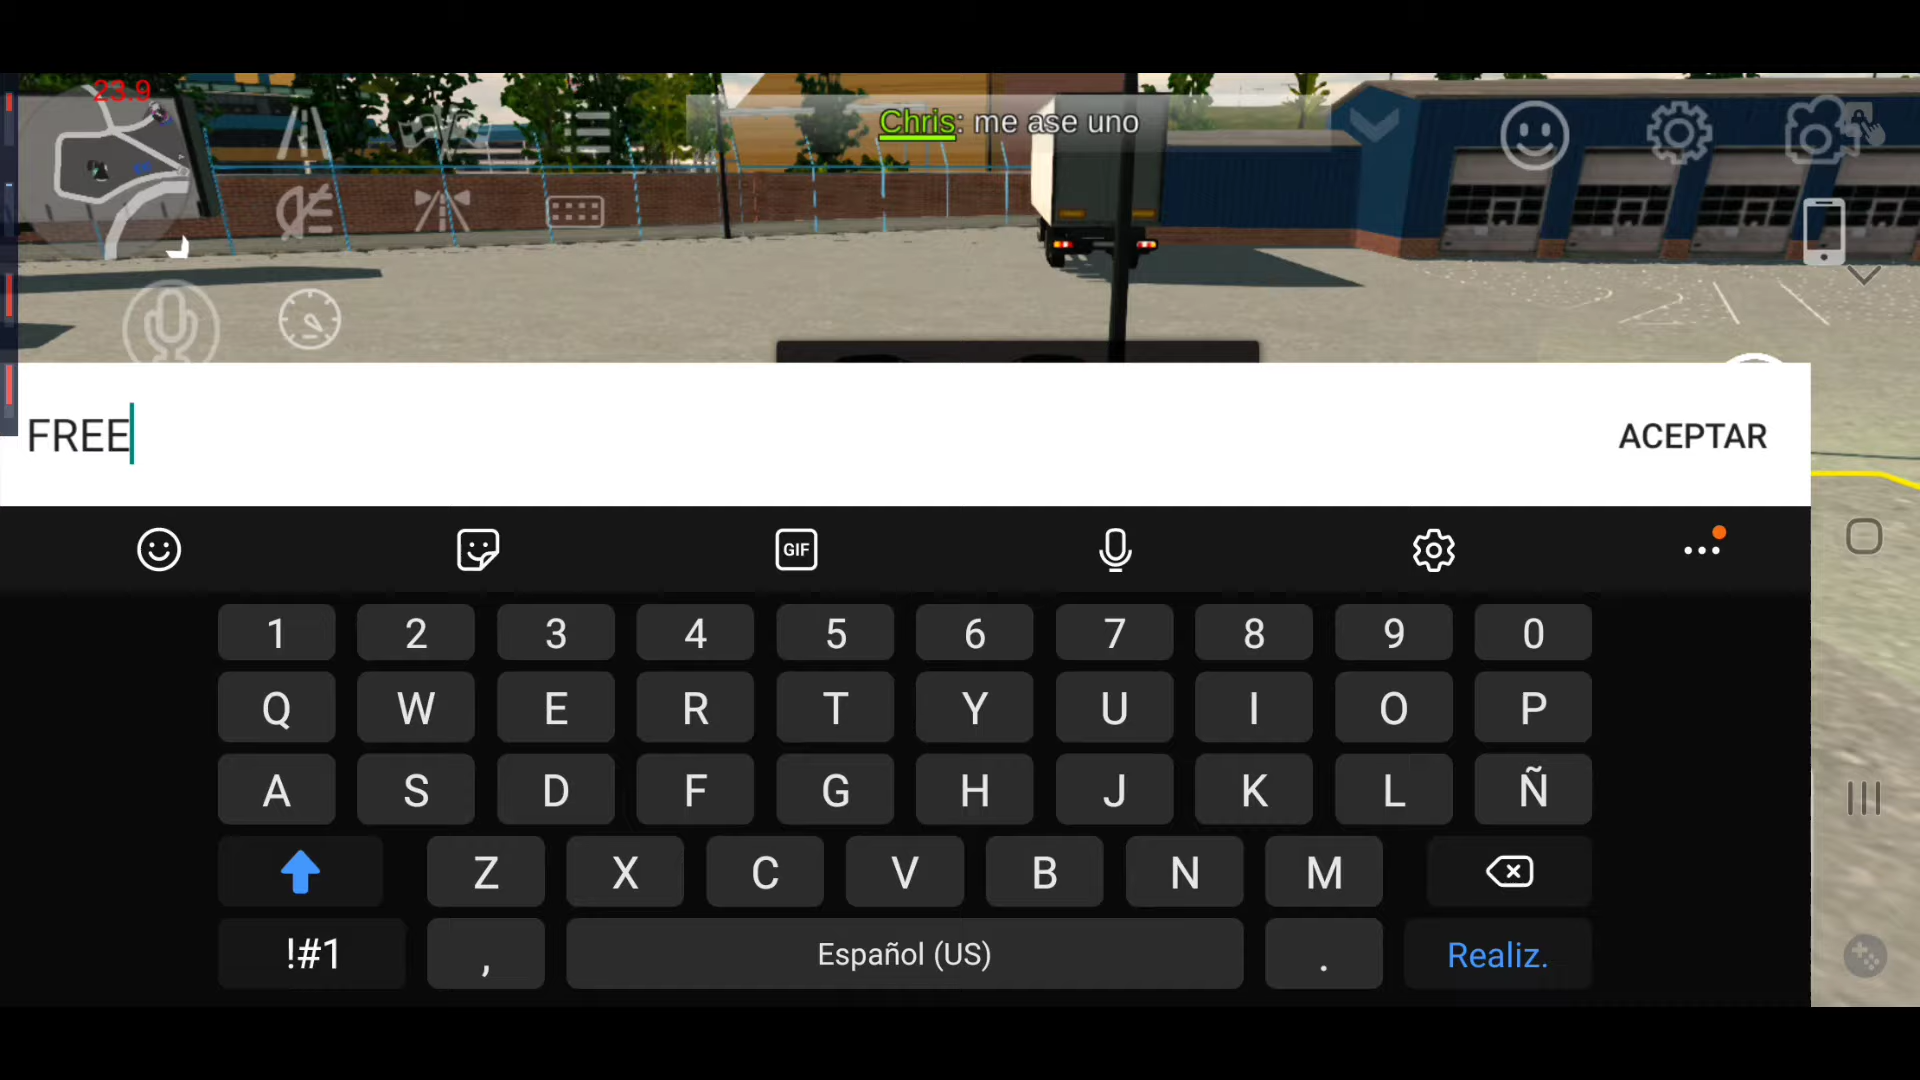 23.9
Chris: me ase uno
FREE
ACEPTAR
GIF
1 2 3 4 5 6 7 8 9 0
Q W E R T Y U I O P
A S D F G H J K L Ñ
Z X C V B N M
!#1 , Español (US) . Realiz.